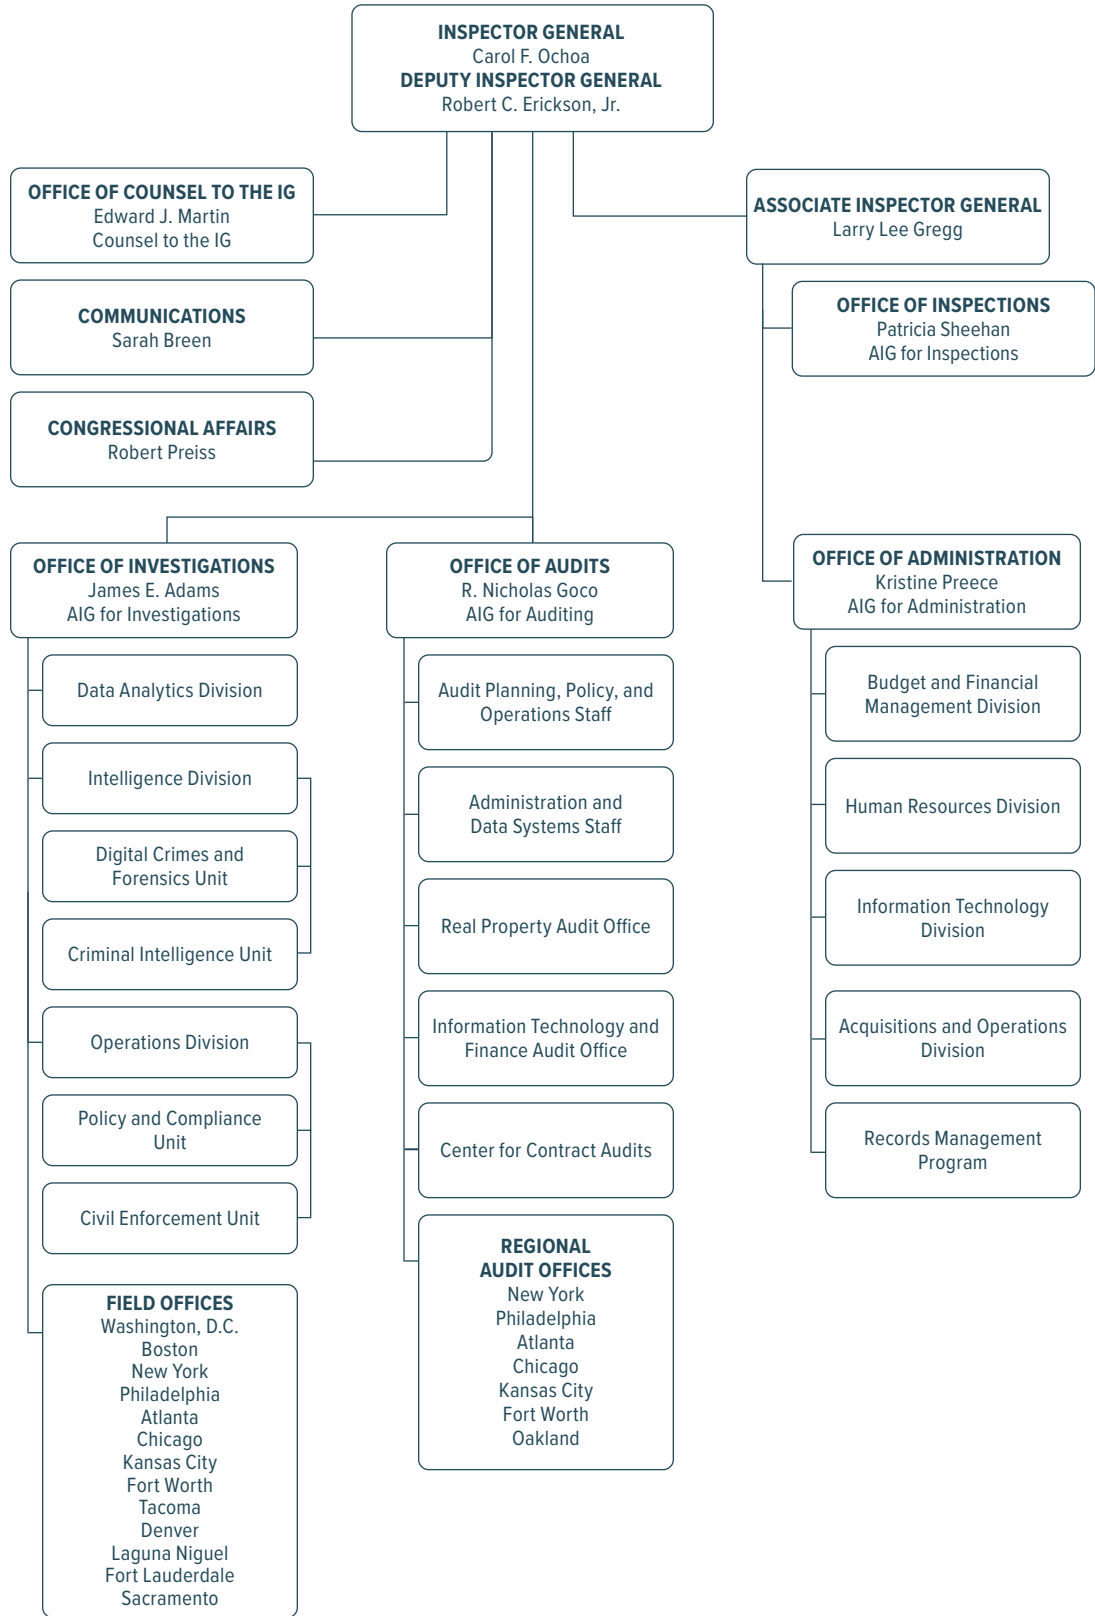 INSPECTOR GENERAL
Carol F. Ochoa
DEPUTY INSPECTOR GENERAL
Robert C. Erickson, Jr.
OFFICE OF COUNSEL TO THE IG
Edward J. Martin
Counsel to the IG
ASSOCIATE INSPECTOR GENERAL
Larry Lee Gregg
COMMUNICATIONS
Sarah Breen
OFFICE OF INSPECTIONS
Patricia Sheehan
AIG for Inspections
CONGRESSIONAL AFFAIRS
Robert Preiss
OFFICE OF INVESTIGATIONS
James E. Adams
AIG for Investigations
Data Analytics Division
Intelligence Division
Digital Crimes and
Forensics Unit
Criminal Intelligence Unit
Operations Division
Policy and Compliance
Unit
Civil Enforcement Unit
FIELD OFFICES
Washington, D.C.
Boston
New York
Philadelphia
Atlanta
Chicago
Kansas City
Fort Worth
Tacoma
Denver
Laguna Niguel
Fort Lauderdale
Sacramento
OFFICE OF AUDITS
R. Nicholas Goco
AIG for Auditing
Audit Planning, Policy, and
Operations Staff
Administration and
Data Systems Staff
Real Property Audit Office
Information Technology and
Finance Audit Office
Center for Contract Audits
REGIONAL
AUDIT OFFICES
New York
Philadelphia
Atlanta
Chicago
Kansas City
Fort Worth
Oakland
OFFICE OF ADMINISTRATION
Kristine Preece
AIG for Administration
Budget and Financial
Management Division
Human Resources Division
Information Technology
Division
Acquisitions and Operations
Division
Records Management
Program